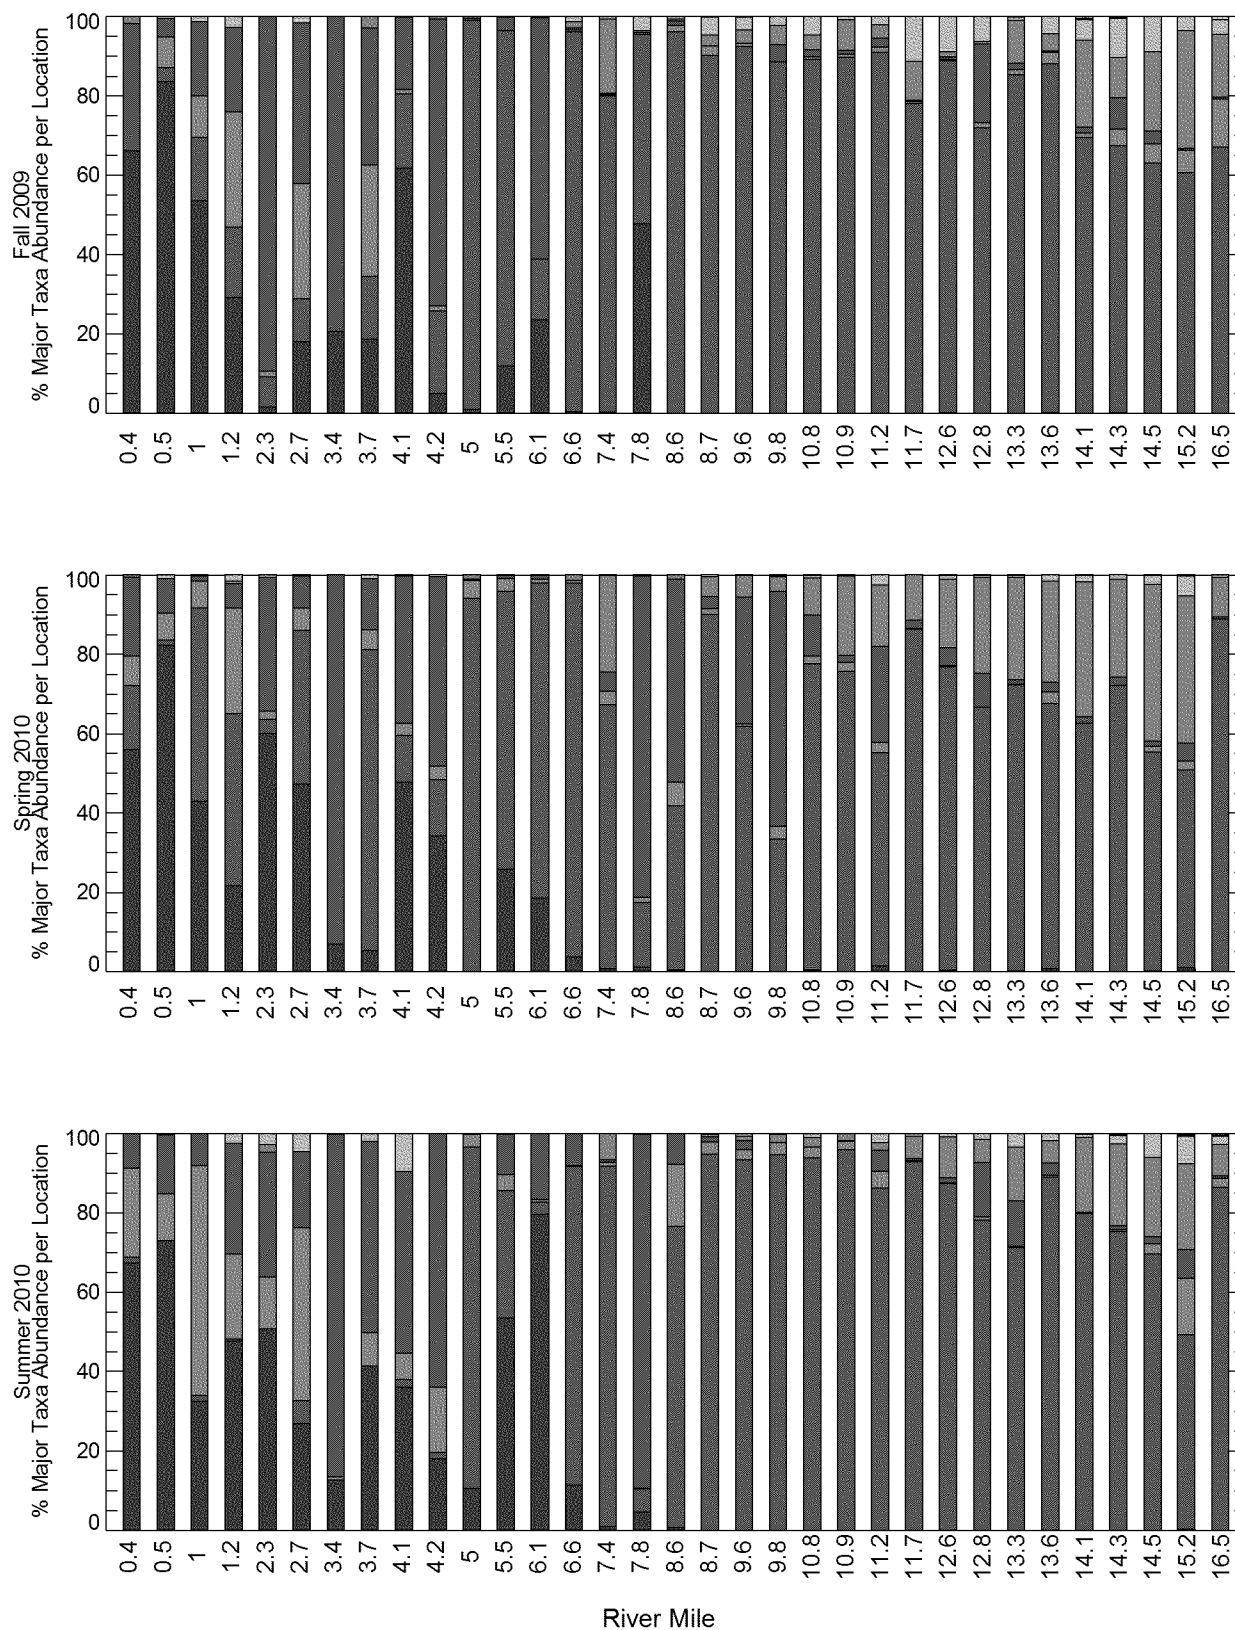 Fall 2009
% Major Taxa Abundance per Location
100
80
60
40
20
0
0.4 0.5 1 1.2 2.3 2.7 3.4 3.7 4.1 4.2 5 5.5 6.1 6.6 7.4 7.8 8.6 8.7 9.6 9.8 10.8 10.9 11.2 11.7 12.6 12.8 13.3 13.6 14.1 14.3 14.5 15.2 16.5
Spring 2010
% Major Taxa Abundance per Location
100
80
60
40
20
0
0.4 0.5 1 1.2 2.3 2.7 3.4 3.7 4.1 4.2 5 5.5 6.1 6.6 7.4 7.8 8.6 8.7 9.6 9.8 10.8 10.9 11.2 11.7 12.6 12.8 13.3 13.6 14.1 14.3 14.5 15.2 16.5
Summer 2010
% Major Taxa Abundance per Location
100
80
60
40
20
0
0.4 0.5 1 1.2 2.3 2.7 3.4 3.7 4.1 4.2 5 5.5 6.1 6.6 7.4 7.8 8.6 8.7 9.6 9.8 10.8 10.9 11.2 11.7 12.6 12.8 13.3 13.6 14.1 14.3 14.5 15.2 16.5
River Mile